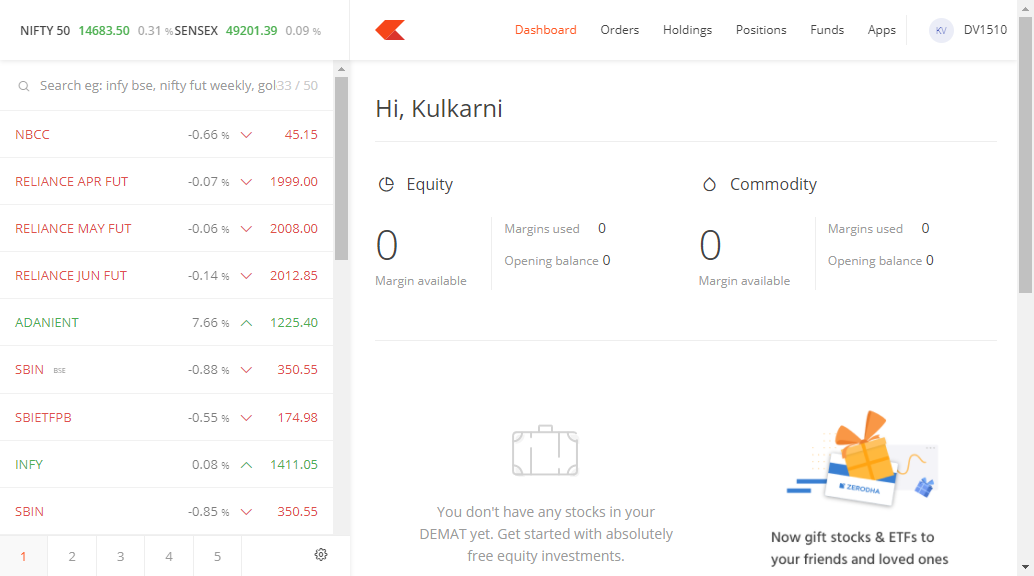 NIFTY 50 14683.50 0.31 % SENSEX 49201.39 0.09 %
Dashboard Orders Holdings Positions Funds Apps KV DV1510
Search eg: infy bse, nifty fut weekly, gol 33 / 50
NBCC -0.66 % 45.15
RELIANCE APR FUT -0.07 % 1999.00
RELIANCE MAY FUT -0.06 % 2008.00
RELIANCE JUN FUT -0.14 % 2012.85
ADANIENT 7.66 % 1225.40
SBIN BSE -0.88 % 350.55
SBIETFPB -0.55 % 174.98
INFY 0.08 % 1411.05
SBIN -0.85 % 350.55
1 2 3 4 5
Hi, Kulkarni
Equity
0
Margin available
Margins used 0
Opening balance 0
Commodity
0
Margin available
Margins used 0
Opening balance 0
You don't have any stocks in your
DEMAT yet. Get started with absolutely
free equity investments.
ZERODHA
Now gift stocks & ETFs to
your friends and loved ones